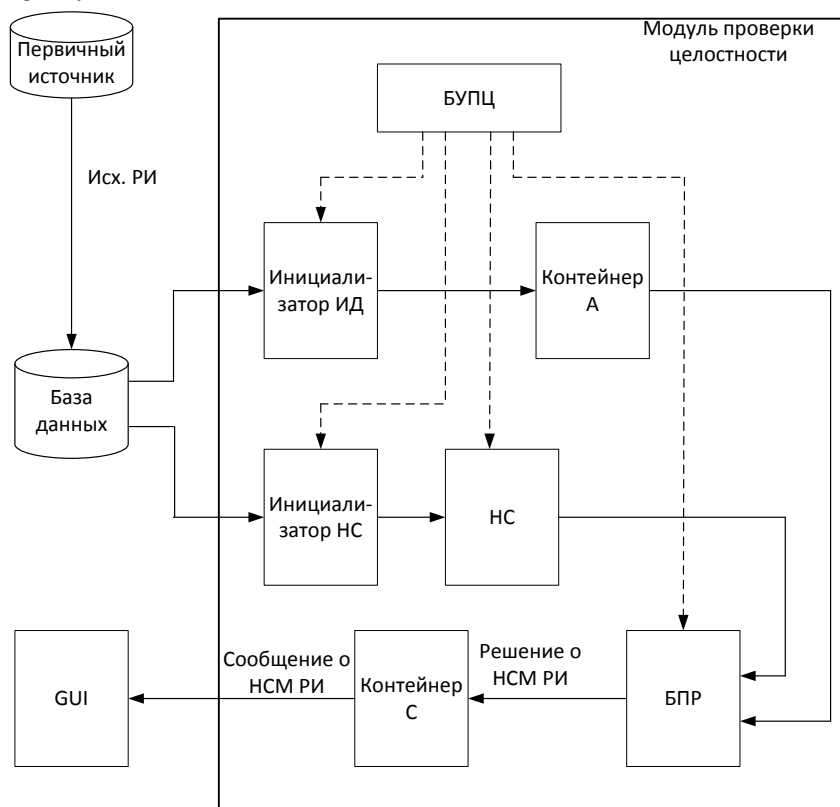 Первичный
источник
Модуль проверки
целостности
БУПЦ
Исх. РИ
Инициали-
затор ИД
Контейнер
А
База
данных
Инициали-
затор НС
НС
GUI
Сообщение о
НСМ РИ
Контейнер
С
Решение о
НСМ РИ
БПР